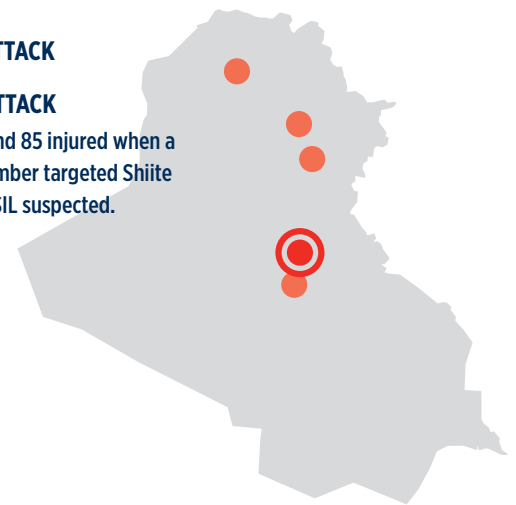 TTACK
TTACK
nd 85 injured when a
mber targeted Shiite
SIL suspected.